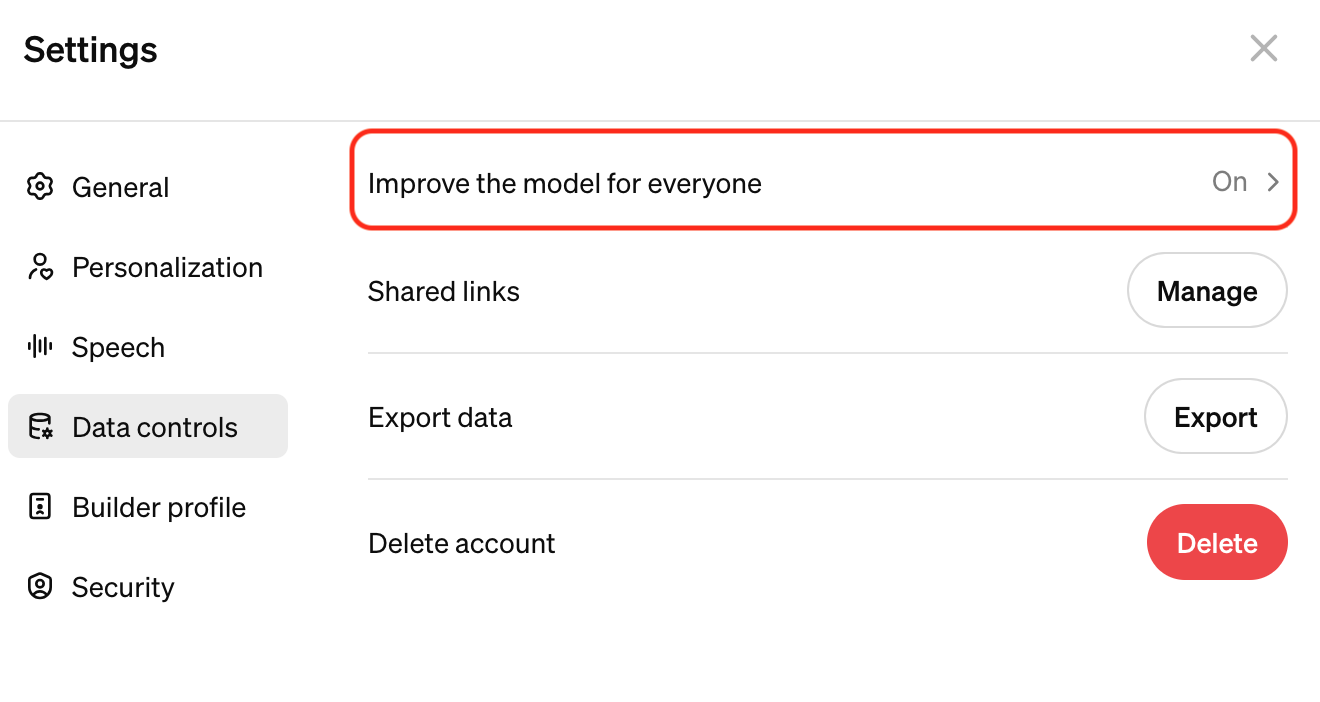 Settings
General
Personalization
Speech
Data controls
Builder profile
Security
Improve the model for everyone On
Shared links Manage
Export data Export
Delete account Delete